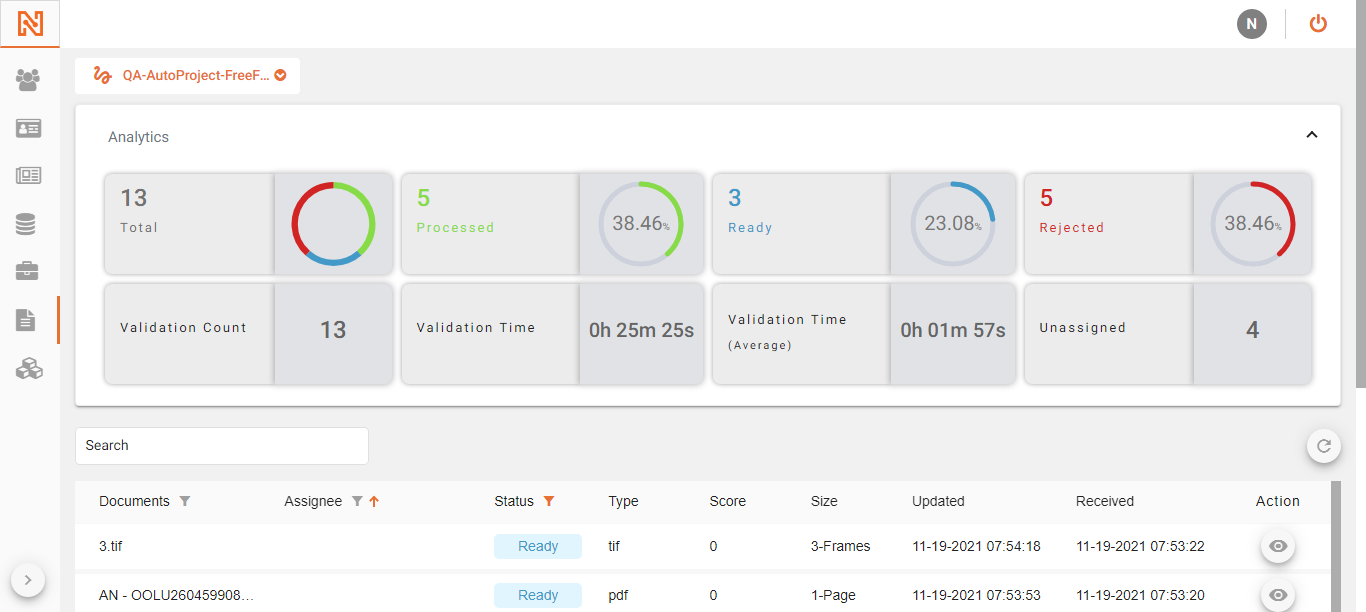 N
QA-AutoProject-FreeF...
Analytics
13
Total
5
Processed
38.46%
3
Ready
23.08%
5
Rejected
38.46%
Validation Count
13
Validation Time
0h 25m 25s
Validation Time
(Average)
0h 01m 57s
Unassigned
4
Search
Documents Assignee Status Type Score Size Updated Received Action
3.tif Ready tif 0 3-Frames 11-19-2021 07:54:18 11-19-2021 07:53:22
AN - OOLU260459908... Ready pdf 0 1-Page 11-19-2021 07:53:53 11-19-2021 07:53:20